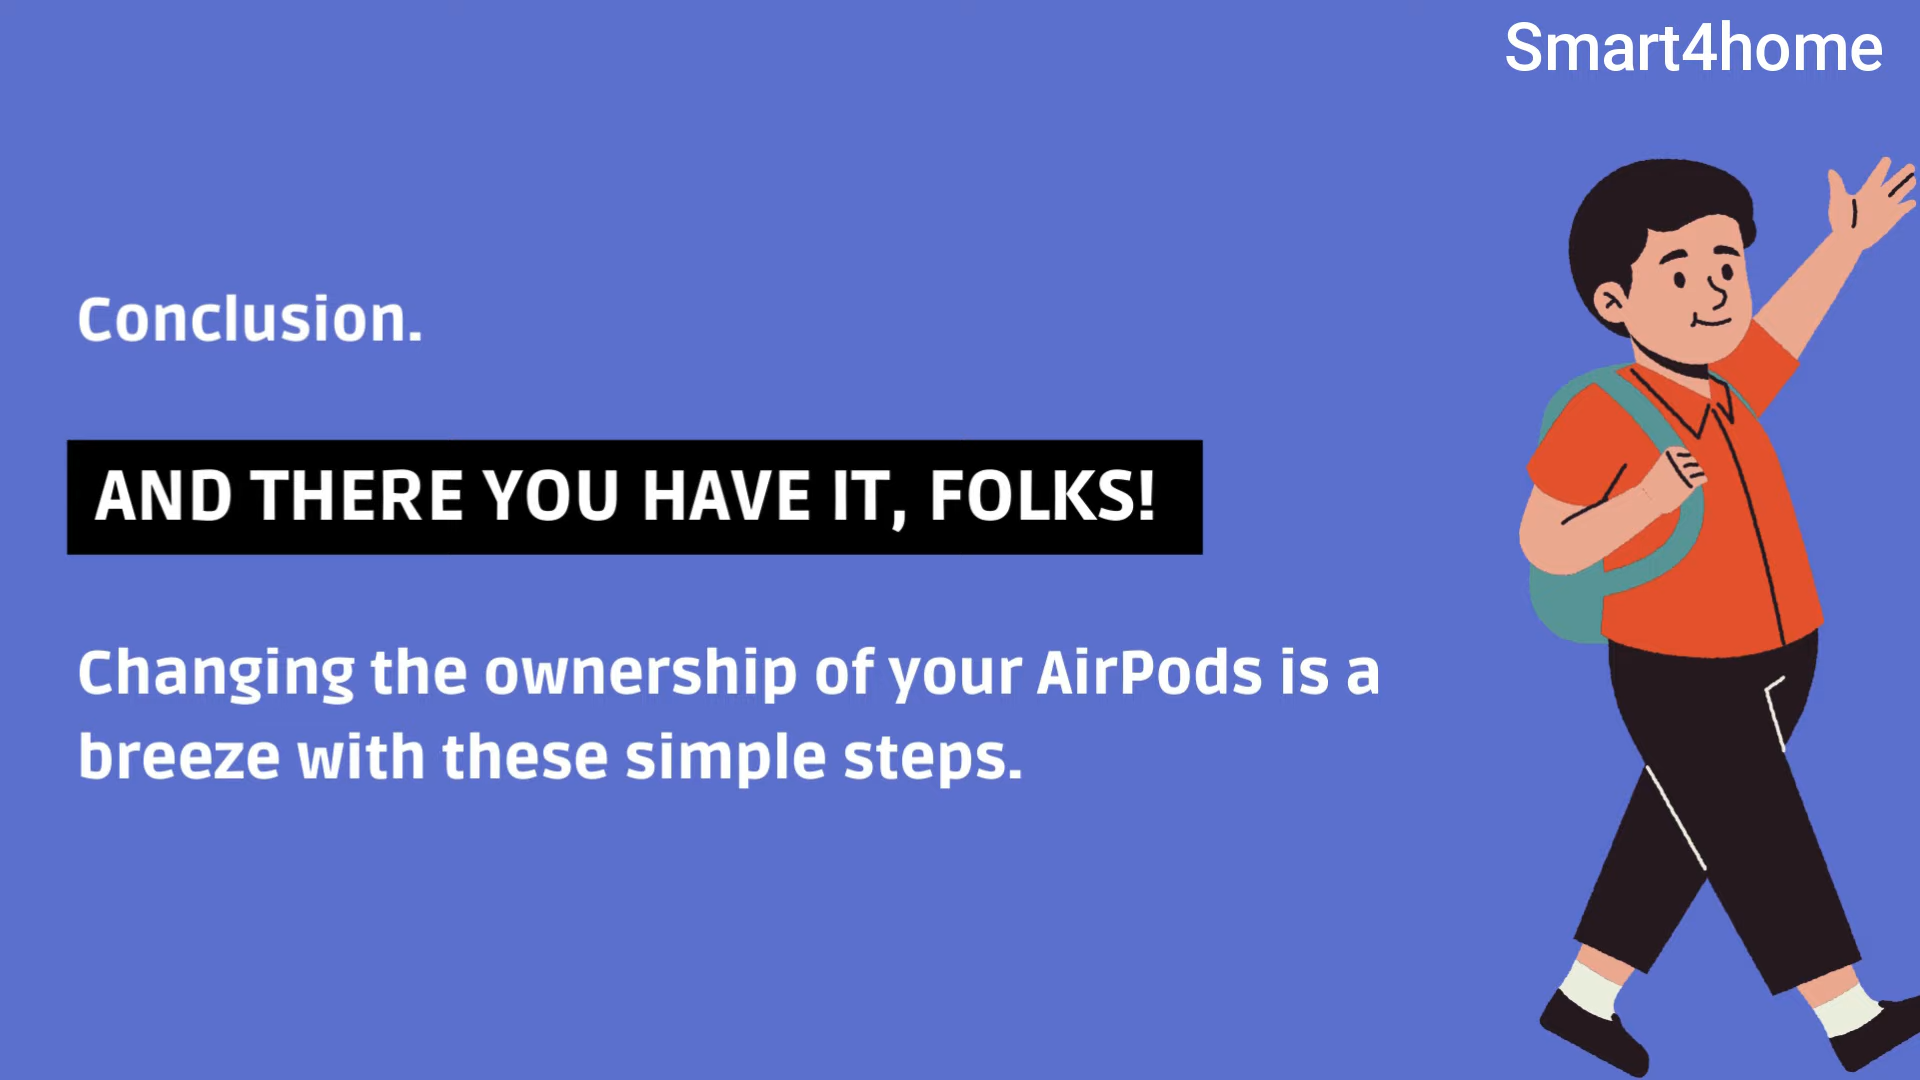 Smart4home
Conclusion.
AND THERE YOU HAVE IT, FOLKS!
Changing the ownership of your AirPods is a
breeze with these simple steps.